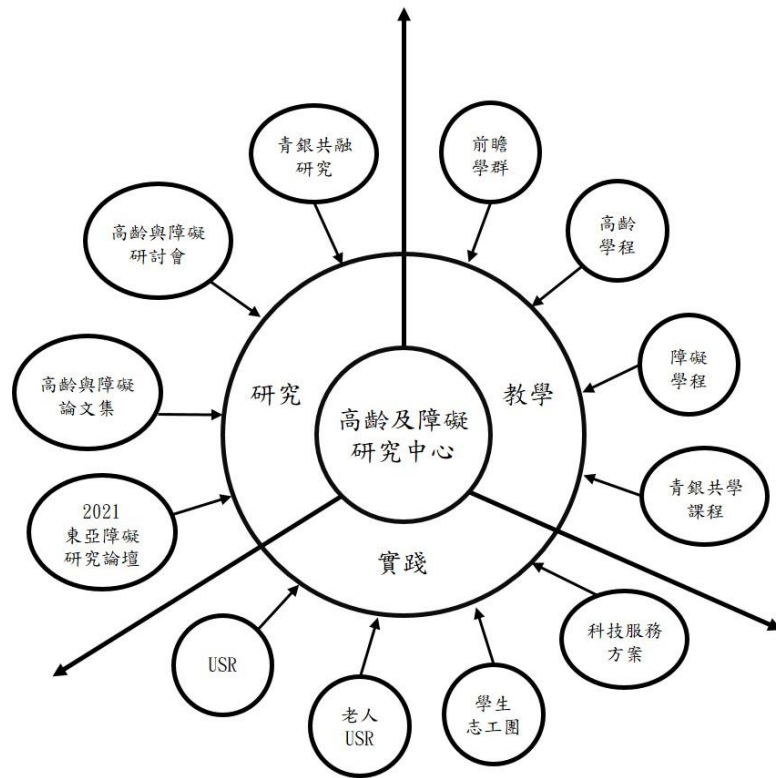 青銀共融
研究
前瞻
學群
高齡與障礙
研討會
高齡
學程
高齡與障礙
論文集
研究
教學
障礙
學程
高齡及障礙
研究中心
2021
東亞障礙
研究論壇
青銀共學
課程
實踐
USR
老人
USR
學生
志工團
科技服務
方案